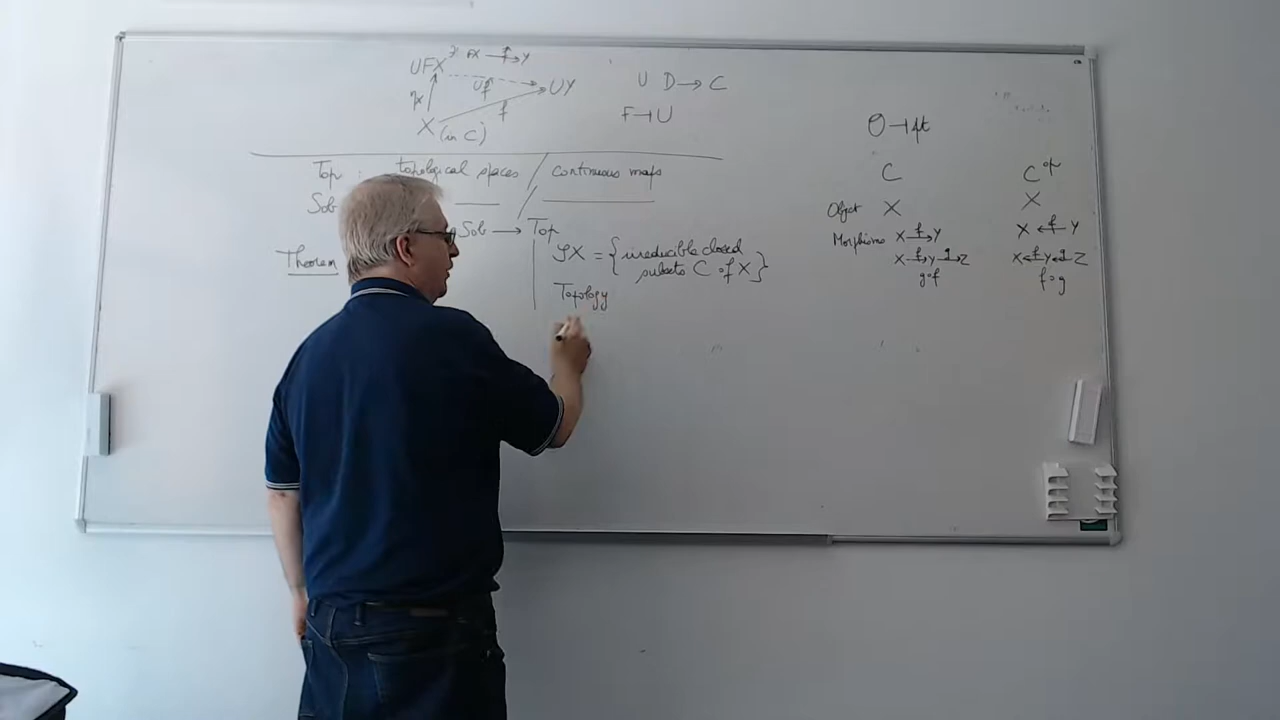 FX —f→ Y
UFX
Uf
UY
ηx
f
X (in C)
U D → C
F ⊣ U
Top : topological spaces / continuous maps
Sob
Sob → Top
Theorem
SX = { irreducible closed
subsets C of X }
Topology
O ⊣ pt
C C^op
Object X X
Morphisms X —f→ Y X ←f— Y
X —f→ Y —g→ Z X ←f— Y ←g— Z
g∘f f∘g